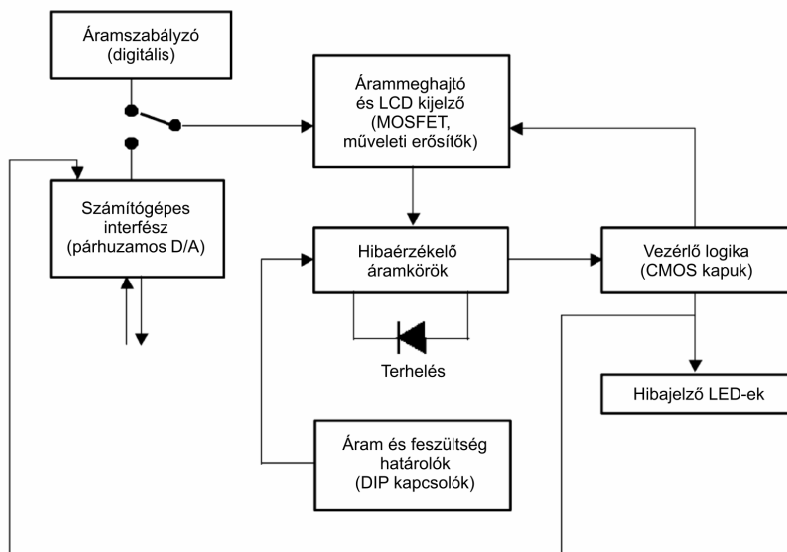 Áramszabályzó
(digitális)
Árammeghajtó
és LCD kijelző
(MOSFET,
műveleti erősítők)
Számítógépes
interfész
(párhuzamos D/A)
Hibaérzékelő
áramkörök
Vezérlő logika
(CMOS kapuk)
Terhelés
Hibajelző LED-ek
Áram és feszültség
határolók
(DIP kapcsolók)